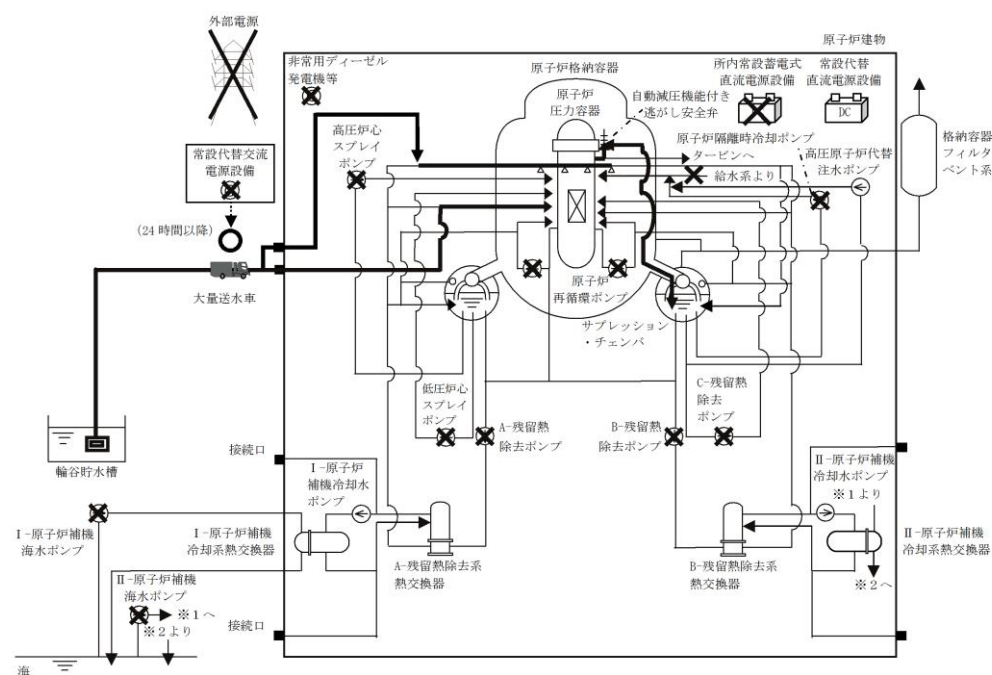 外部電源
原子炉建物
非常用ディーゼル
発電機等
原子炉格納容器
原子炉
圧力容器
所内常設蓄電式
直流電源設備
常設代替
直流電源設備
DC
自動減圧機能付き
逃がし安全弁
高圧炉心
スプレイ
ポンプ
原子炉隔離時冷却ポンプ
タービンへ
給水系より
高圧原子炉代替
注水ポンプ
格納容器
フィルタ
ベント系
常設代替交流
電源設備
(24時間以降)
大量送水車
原子炉
再循環ポンプ
サプレッション
・チェンバ
低圧炉心
スプレイ
ポンプ
A-残留熱
除去ポンプ
B-残留熱
除去ポンプ
C-残留熱
除去
ポンプ
輪谷貯水槽
接続口
Ⅰ-原子炉
補機冷却水
ポンプ
Ⅱ-原子炉補機
冷却水ポンプ
※1より
Ⅰ-原子炉補機
海水ポンプ
Ⅰ-原子炉補機
冷却系熱交換器
A-残留熱除去系
熱交換器
B-残留熱除去系
熱交換器
Ⅱ-原子炉補機
冷却系熱交換器
※2へ
Ⅱ-原子炉補機
海水ポンプ
※1へ
※2より
接続口
海